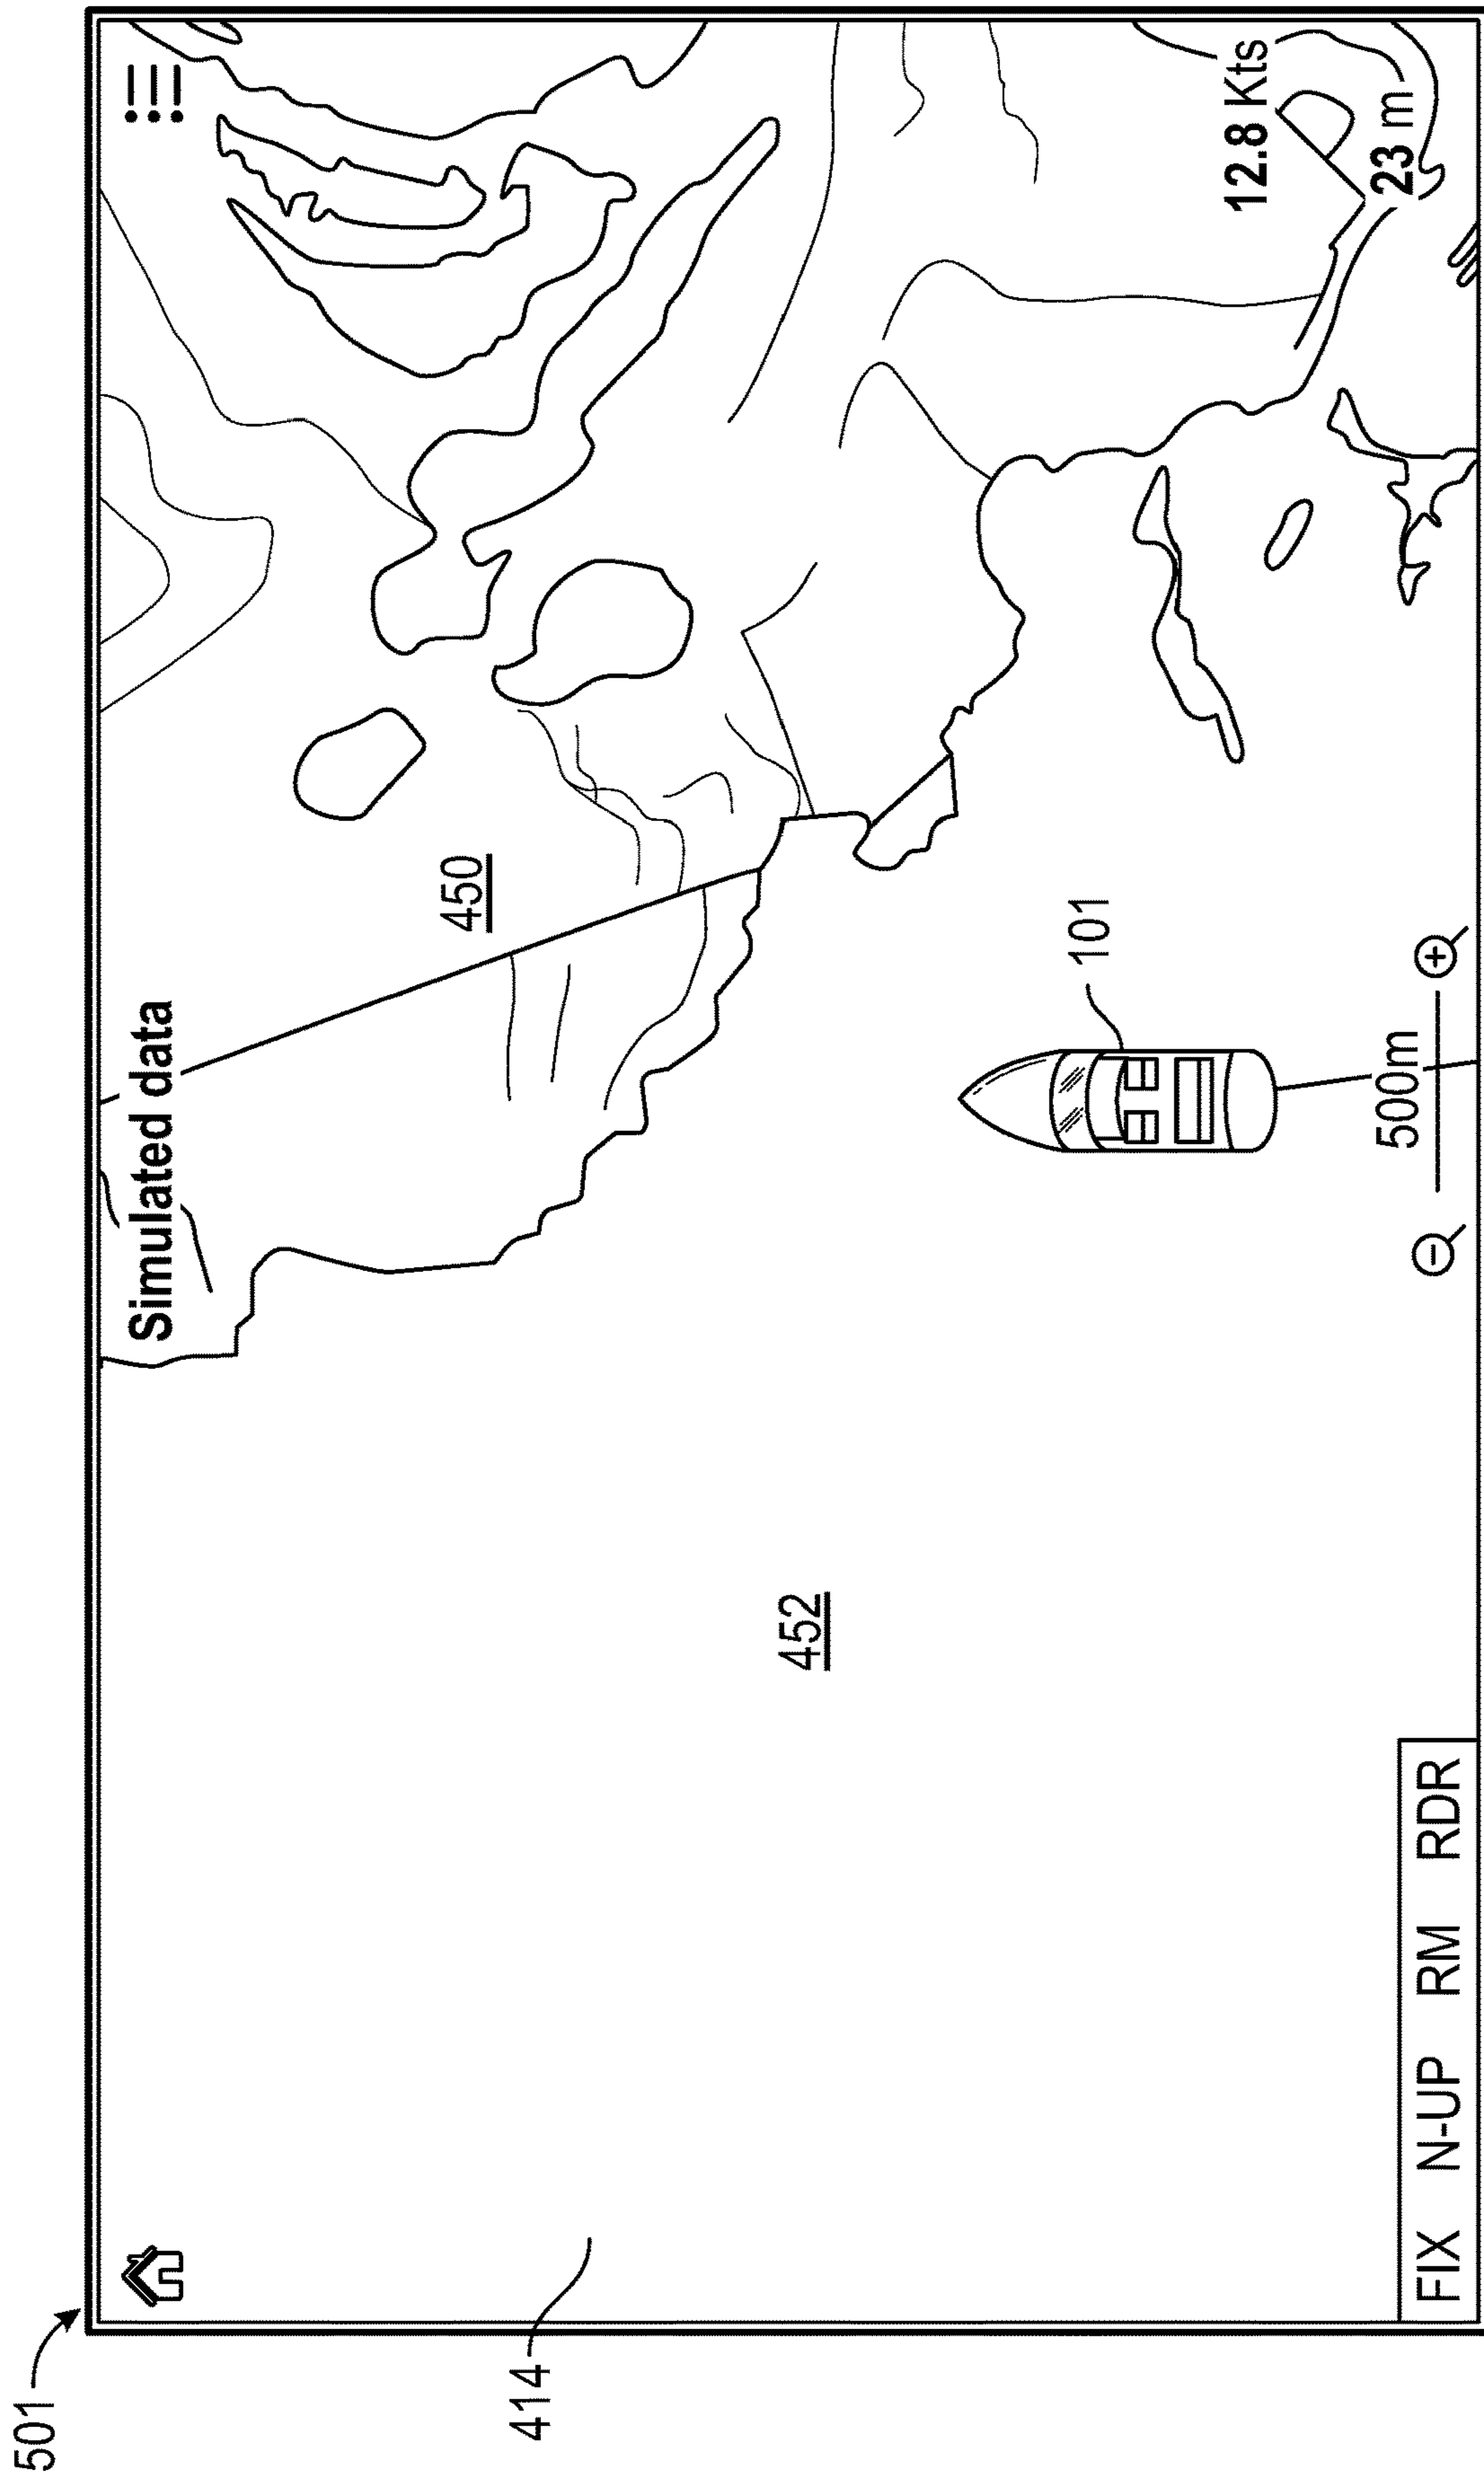 501
Simulated data
414
450
452
101
12.8 Kts
23 m
500m
FIX N-UP RM RDR